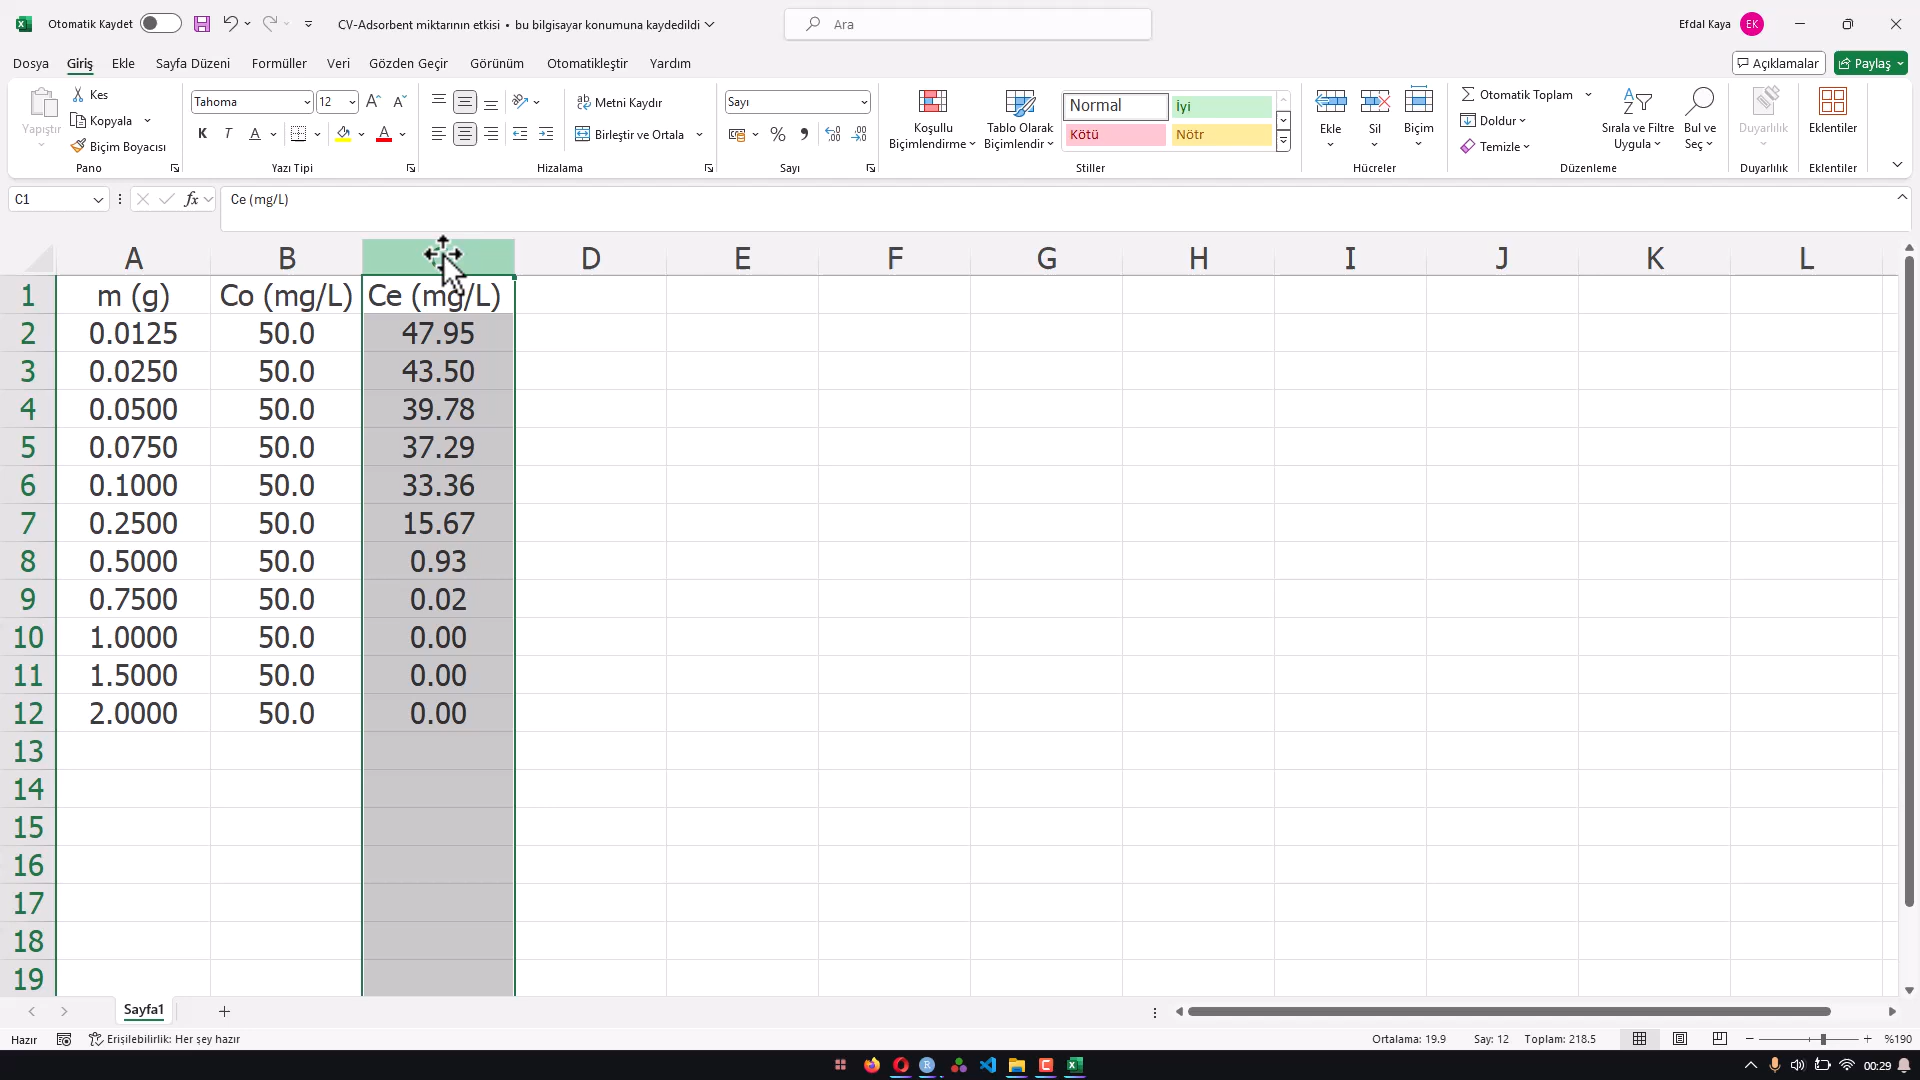 Otomatik Kaydet
CV-Adsorbent miktarının etkisi • bu bilgisayar konumuna kaydedildi
Ara
Efdal Kaya
EK
Dosya Giriş Ekle Sayfa Düzeni Formüller Veri Gözden Geçir Görünüm Otomatikleştir Yardım
Açıklamalar
Paylaş
Yapıştır
Kes
Kopyala
Biçim Boyacısı
Pano
Tahoma 12
K T A
Yazı Tipi
Metni Kaydır
Birleştir ve Ortala
Hizalama
Sayı
%
Sayı
Koşullu
Biçimlendirme
Tablo Olarak
Biçimlendir
Normal İyi
Kötü Nötr
Stiller
Ekle Sil Biçim
Hücreler
Otomatik Toplam
Doldur
Temizle
Sırala ve Filtre
Uygula
Bul ve
Seç
Düzenleme
Duyarlılık
Duyarlılık
Eklentiler
Eklentiler
C1
fx
Ce (mg/L)
A B D E F G H I J K L
1 m (g) Co (mg/L) Ce (mg/L)
2 0.0125 50.0 47.95
3 0.0250 50.0 43.50
4 0.0500 50.0 39.78
5 0.0750 50.0 37.29
6 0.1000 50.0 33.36
7 0.2500 50.0 15.67
8 0.5000 50.0 0.93
9 0.7500 50.0 0.02
10 1.0000 50.0 0.00
11 1.5000 50.0 0.00
12 2.0000 50.0 0.00
13
14
15
16
17
18
19
Sayfa1
Hazır
Erişilebilirlik: Her şey hazır
Ortalama: 19.9 Say: 12 Toplam: 218.5
%190
00:29